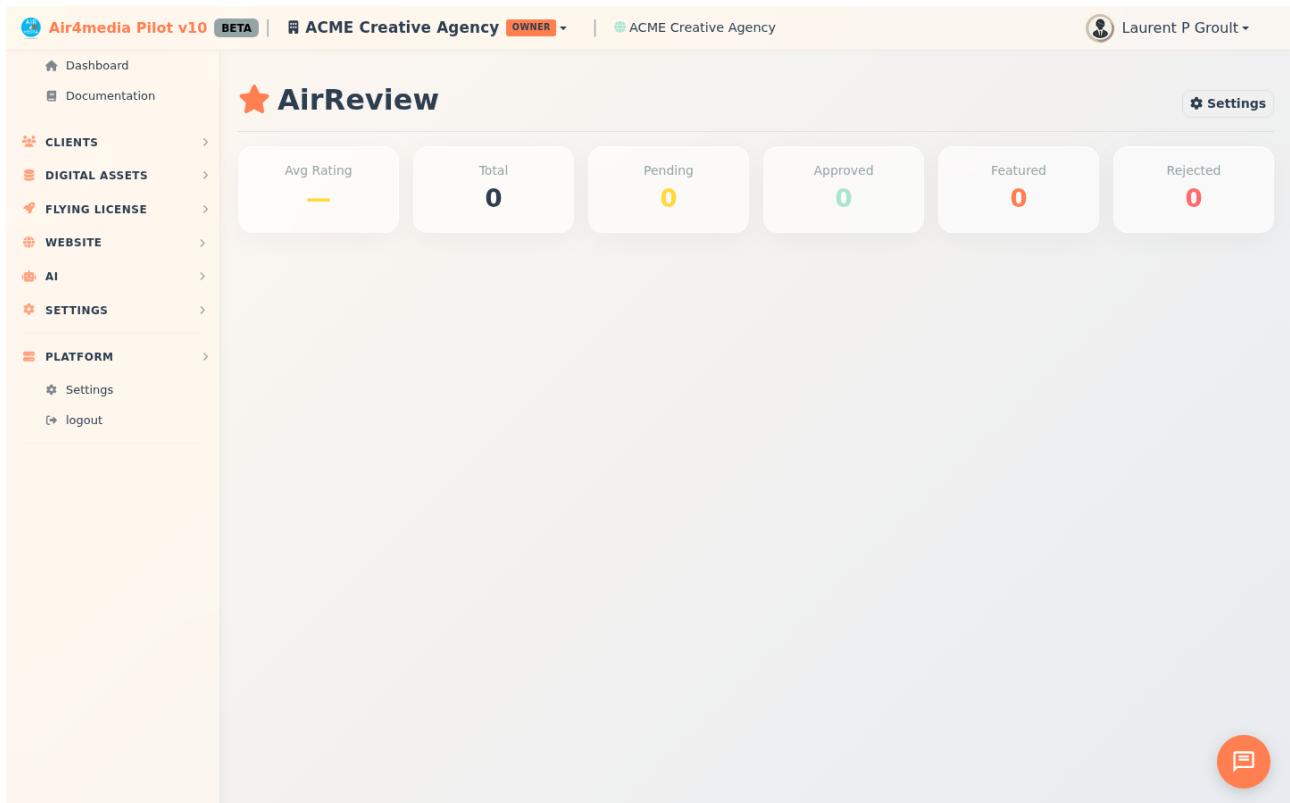 Air4media Pilot v10 BETA | ACME Creative Agency OWNER | ACME Creative Agency Laurent P Groult
Dashboard
Documentation
CLIENTS
DIGITAL ASSETS
FLYING LICENSE
WEBSITE
AI
SETTINGS
PLATFORM
Settings
logout
AirReview
Settings
Avg Rating
—
Total
0
Pending
0
Approved
0
Featured
0
Rejected
0